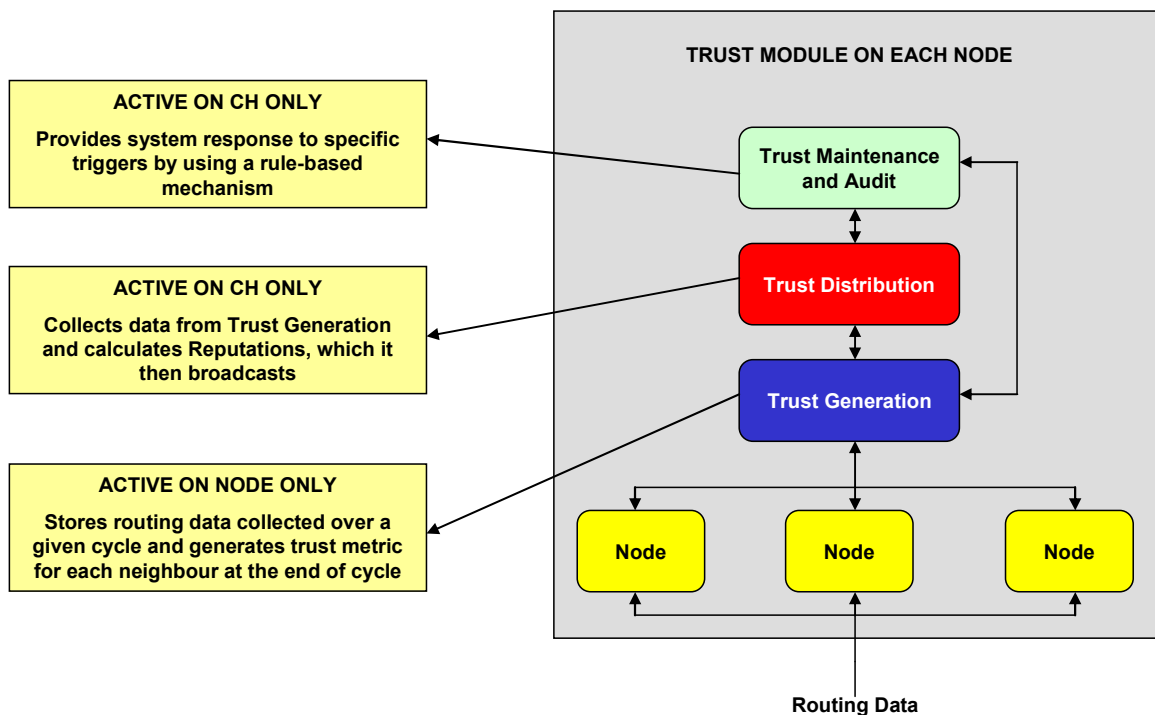 TRUST MODULE ON EACH NODE
ACTIVE ON CH ONLY
Provides system response to specific
triggers by using a rule-based
mechanism
Trust Maintenance
and Audit
ACTIVE ON CH ONLY
Collects data from Trust Generation
and calculates Reputations, which it
then broadcasts
Trust Distribution
Trust Generation
ACTIVE ON NODE ONLY
Stores routing data collected over a
given cycle and generates trust metric
for each neighbour at the end of cycle
Node
Node
Node
Routing Data